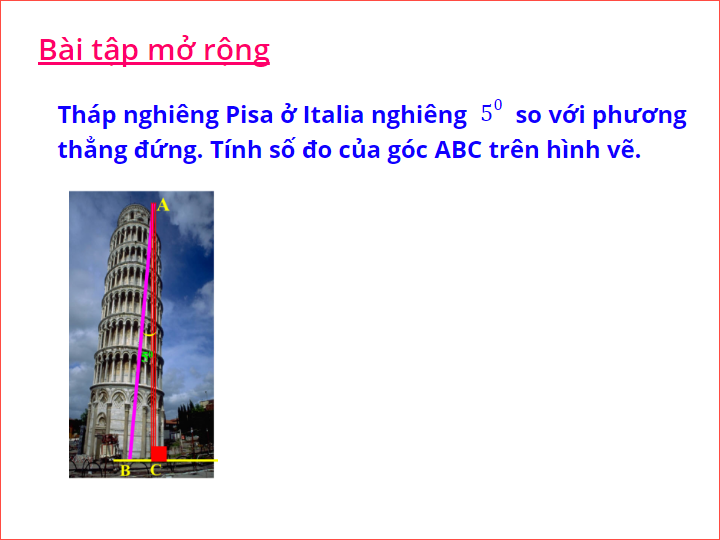 Bài tập mở rộng
Tháp nghiêng Pisa ở Italia nghiêng 5⁰ so với phương
thẳng đứng. Tính số đo của góc ABC trên hình vẽ.
A
5⁰
B C